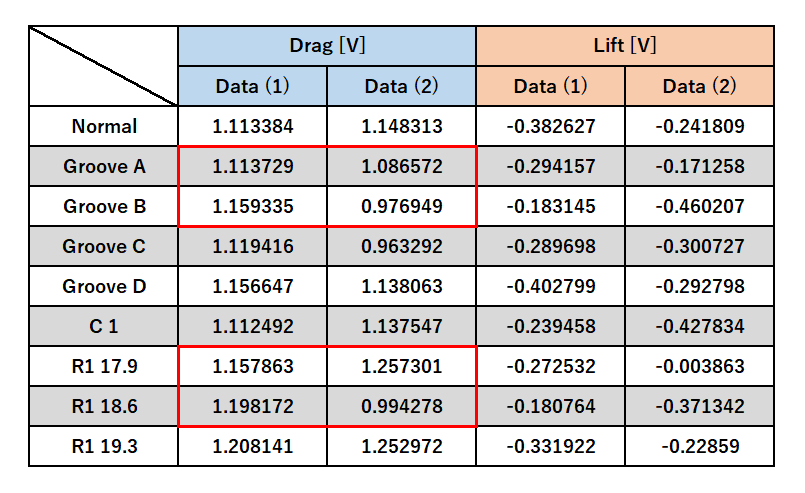 Drag [V] Lift [V]
Data (1) Data (2) Data (1) Data (2)
Normal 1.113384 1.148313 -0.382627 -0.241809
Groove A 1.113729 1.086572 -0.294157 -0.171258
Groove B 1.159335 0.976949 -0.183145 -0.460207
Groove C 1.119416 0.963292 -0.289698 -0.300727
Groove D 1.156647 1.138063 -0.402799 -0.292798
C 1 1.112492 1.137547 -0.239458 -0.427834
R1 17.9 1.157863 1.257301 -0.272532 -0.003863
R1 18.6 1.198172 0.994278 -0.180764 -0.371342
R1 19.3 1.208141 1.252972 -0.331922 -0.22859